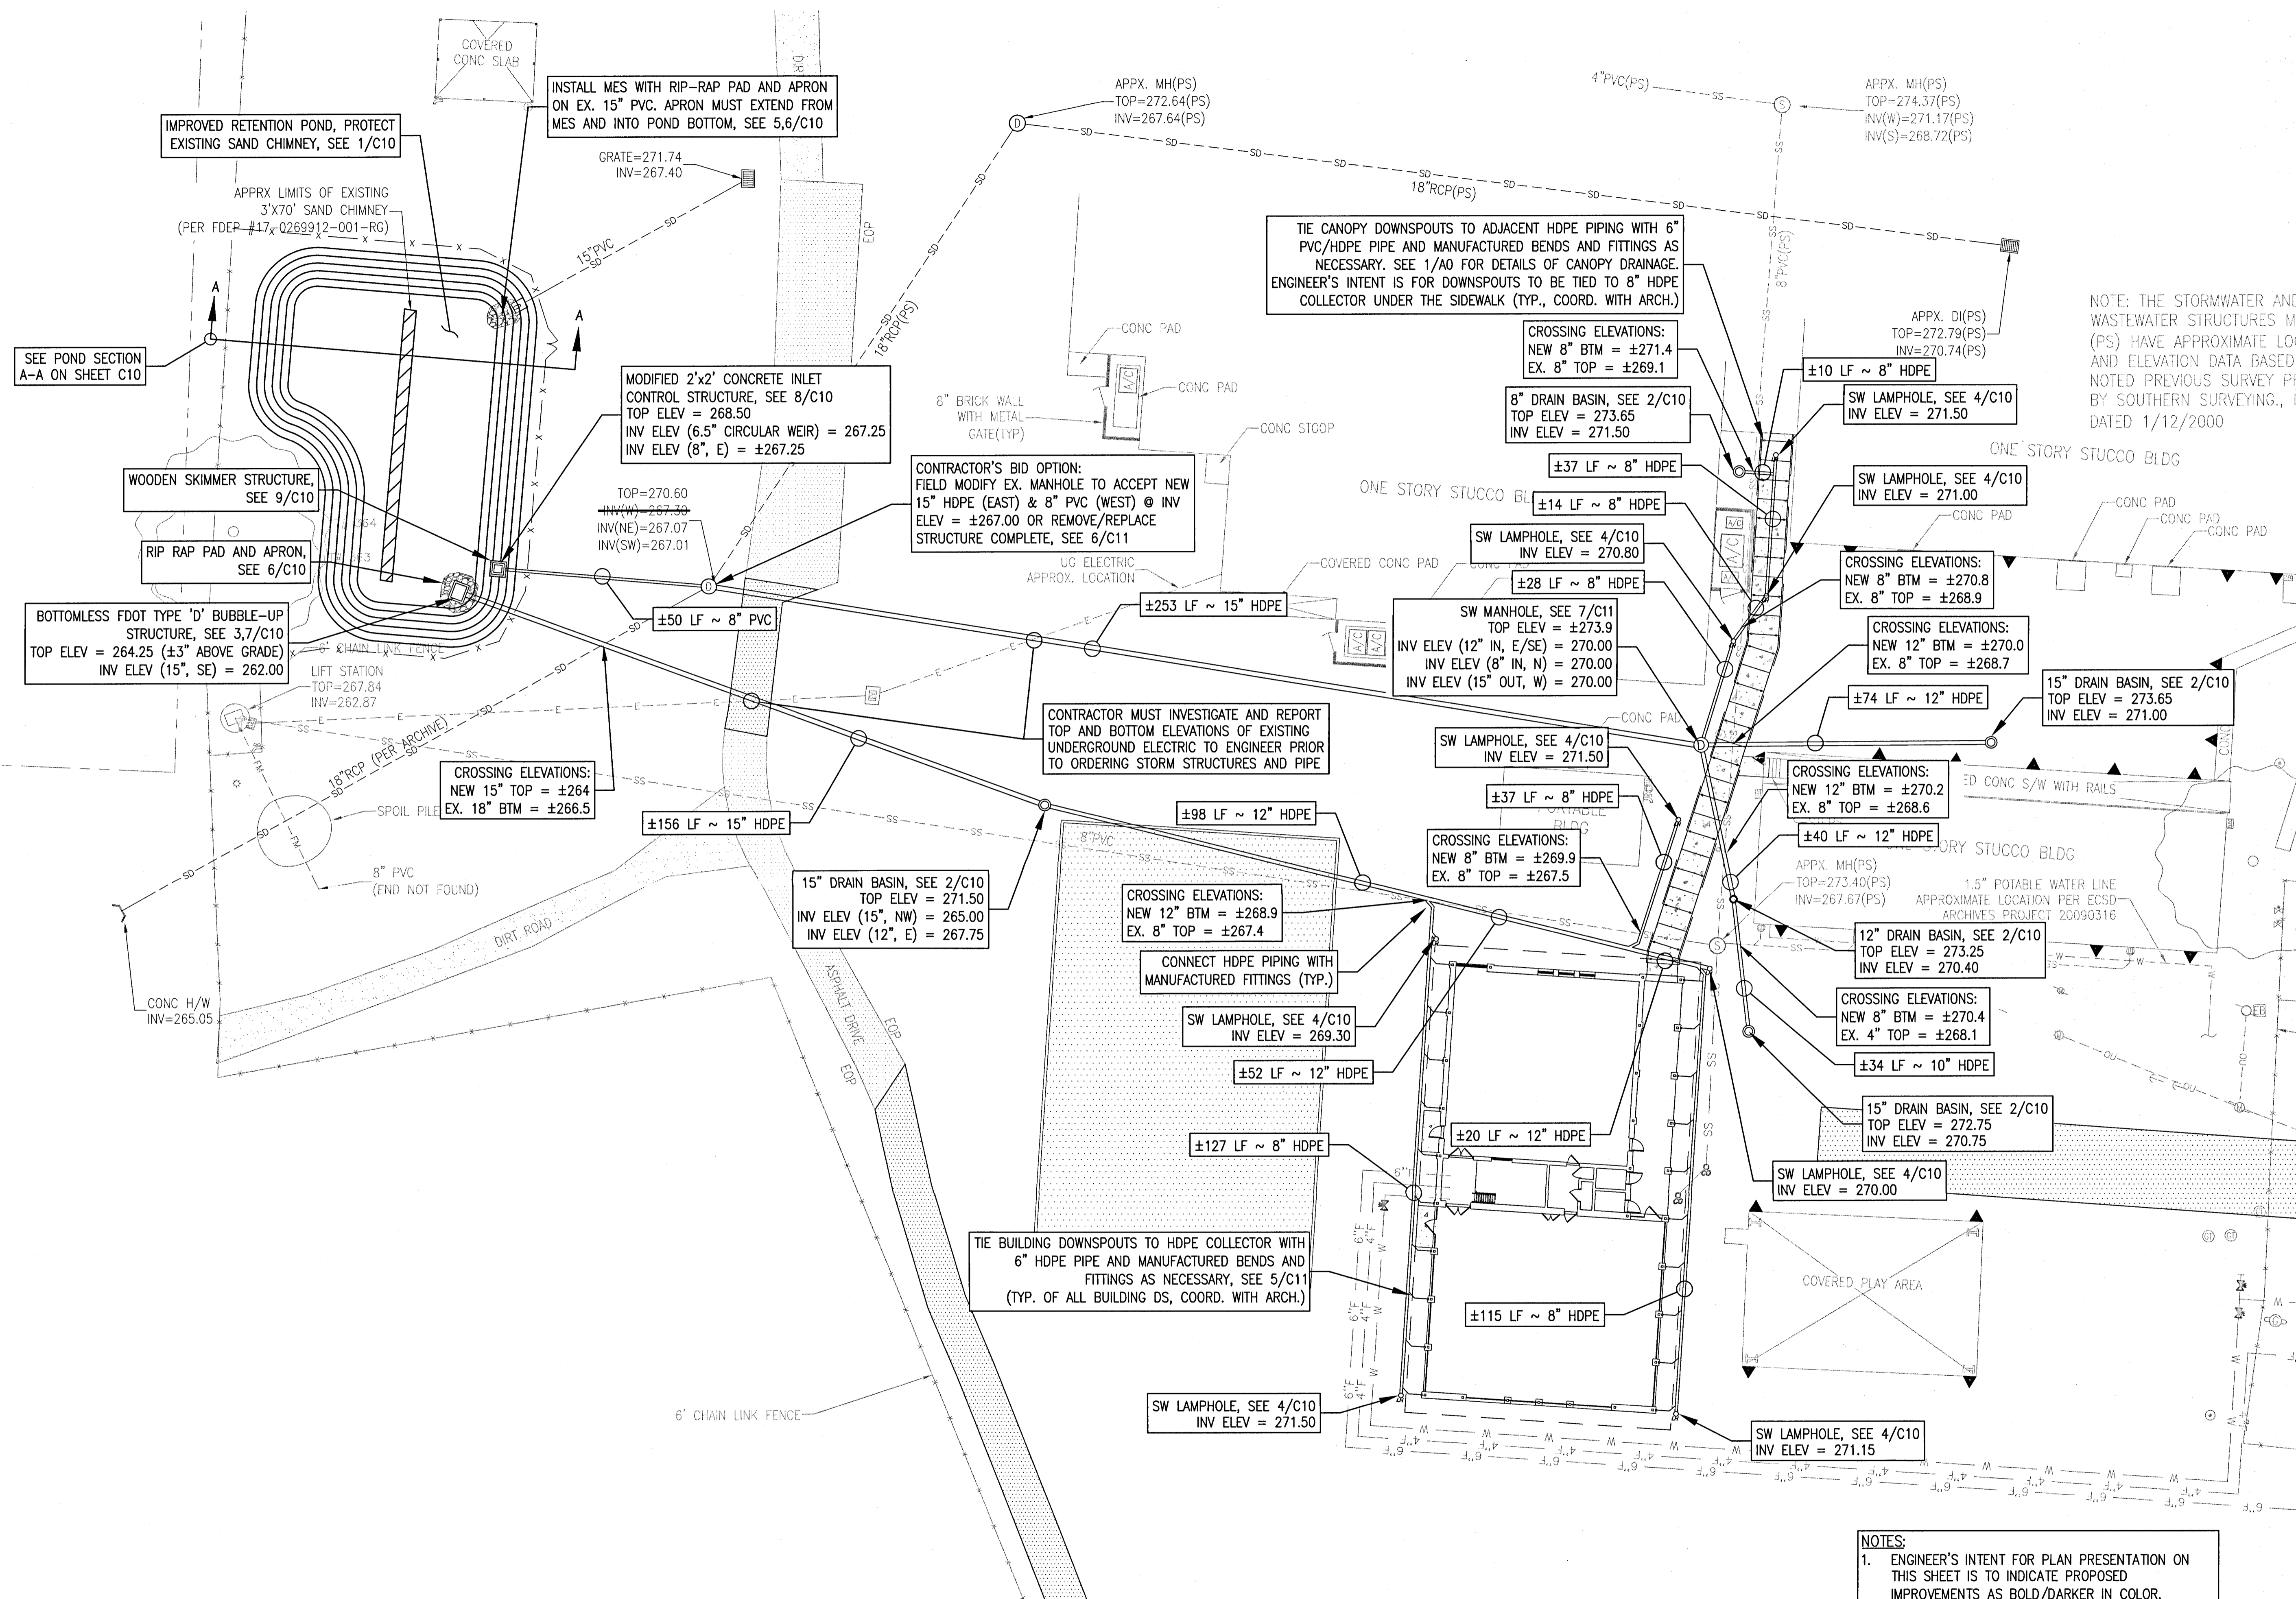 COVERED
CONC SLAB
INSTALL MES WITH RIP-RAP PAD AND APRON
ON EX. 15" PVC. APRON MUST EXTEND FROM
MES AND INTO POND BOTTOM, SEE 5,6/C10
IMPROVED RETENTION POND, PROTECT
EXISTING SAND CHIMNEY, SEE 1/C10
GRATE=271.74
INV=267.40
APPRX LIMITS OF EXISTING
3'X70' SAND CHIMNEY
(PER FDEP #17-0269912-001-RG)
15"PVC
EOP
APPX. MH(PS)
TOP=272.64(PS)
INV=267.64(PS)
18"RCP(PS)
18"RCP(PS)
4"PVC(PS)
APPX. MH(PS)
TOP=274.37(PS)
INV(W)=271.17(PS)
INV(S)=268.72(PS)
8"PVC(PS)
TIE CANOPY DOWNSPOUTS TO ADJACENT HDPE PIPING WITH 6"
PVC/HDPE PIPE AND MANUFACTURED BENDS AND FITTINGS AS
NECESSARY. SEE 1/A0 FOR DETAILS OF CANOPY DRAINAGE.
ENGINEER'S INTENT IS FOR DOWNSPOUTS TO BE TIED TO 8" HDPE
COLLECTOR UNDER THE SIDEWALK (TYP., COORD. WITH ARCH.)
APPX. DI(PS)
TOP=272.79(PS)
INV=270.74(PS)
NOTE: THE STORMWATER AN
WASTEWATER STRUCTURES M
(PS) HAVE APPROXIMATE LO
AND ELEVATION DATA BASED
NOTED PREVIOUS SURVEY P
BY SOUTHERN SURVEYING.,
DATED 1/12/2000
A
A
SEE POND SECTION
A-A ON SHEET C10
CROSSING ELEVATIONS:
NEW 8" BTM = ±271.4
EX. 8" TOP = ±269.1
±10 LF ~ 8" HDPE
SW LAMPHOLE, SEE 4/C10
INV ELEV = 271.50
8" DRAIN BASIN, SEE 2/C10
TOP ELEV = 273.65
INV ELEV = 271.50
CONC PAD
CONC PAD
A/C
8" BRICK WALL
WITH METAL
GATE(TYP)
CONC STOOP
MODIFIED 2'x2' CONCRETE INLET
CONTROL STRUCTURE, SEE 8/C10
TOP ELEV = 268.50
INV ELEV (6.5" CIRCULAR WEIR) = 267.25
INV ELEV (8", E) = ±267.25
ONE STORY STUCCO BLDG
ONE STORY STUCCO BL
±37 LF ~ 8" HDPE
±14 LF ~ 8" HDPE
SW LAMPHOLE, SEE 4/C10
INV ELEV = 271.00
CONC PAD
CONC PAD
CONC PAD
CONC PAD
WOODEN SKIMMER STRUCTURE,
SEE 9/C10
TOP=270.60
INV(W)=267.30
INV(NE)=267.07
INV(SW)=267.01
CONTRACTOR'S BID OPTION:
FIELD MODIFY EX. MANHOLE TO ACCEPT NEW
15" HDPE (EAST) & 8" PVC (WEST) @ INV
ELEV = ±267.00 OR REMOVE/REPLACE
STRUCTURE COMPLETE, SEE 6/C11
RIP RAP PAD AND APRON,
SEE 6/C10
SW LAMPHOLE, SEE 4/C10
INV ELEV = 270.80
UG ELECTRIC
APPROX. LOCATION
COVERED CONC PAD
±28 LF ~ 8" HDPE
CROSSING ELEVATIONS:
NEW 8" BTM = ±270.8
EX. 8" TOP = ±268.9
BOTTOMLESS FDOT TYPE 'D' BUBBLE-UP
STRUCTURE, SEE 3,7/C10
TOP ELEV = 264.25 (±3" ABOVE GRADE)
INV ELEV (15", SE) = 262.00
±50 LF ~ 8" PVC
±253 LF ~ 15" HDPE
SW MANHOLE, SEE 7/C11
TOP ELEV = ±273.9
INV ELEV (12" IN, E/SE) = 270.00
INV ELEV (8" IN, N) = 270.00
INV ELEV (15" OUT, W) = 270.00
CROSSING ELEVATIONS:
NEW 12" BTM = ±270.0
EX. 8" TOP = ±268.7
6' CHAIN LINK FENCE
LIFT STATION
TOP=267.84
INV=262.87
15" DRAIN BASIN, SEE 2/C10
TOP ELEV = 273.65
INV ELEV = 271.00
±74 LF ~ 12" HDPE
CONTRACTOR MUST INVESTIGATE AND REPORT
TOP AND BOTTOM ELEVATIONS OF EXISTING
UNDERGROUND ELECTRIC TO ENGINEER PRIOR
TO ORDERING STORM STRUCTURES AND PIPE
CONC PAD
SW LAMPHOLE, SEE 4/C10
INV ELEV = 271.50
18"RCP (PER ARCHIVE)
CROSSING ELEVATIONS:
NEW 15" TOP = ±264
EX. 18" BTM = ±266.5
CROSSING ELEVATIONS:
NEW 12" BTM = ±270.2
EX. 8" TOP = ±268.6
ED CONC S/W WITH RAILS
SPOIL PILE
±156 LF ~ 15" HDPE
±98 LF ~ 12" HDPE
±37 LF ~ 8" HDPE
PORTABLE
BLDG
±40 LF ~ 12" HDPE
STORY STUCCO BLDG
CROSSING ELEVATIONS:
NEW 8" BTM = ±269.9
EX. 8" TOP = ±267.5
8"PVC
8" PVC
(END NOT FOUND)
APPX. MH(PS)
TOP=273.40(PS)
INV=267.67(PS)
1.5" POTABLE WATER LINE
APPROXIMATE LOCATION PER ECSD
ARCHIVES PROJECT 20090316
15" DRAIN BASIN, SEE 2/C10
TOP ELEV = 271.50
INV ELEV (15", NW) = 265.00
INV ELEV (12", E) = 267.75
CROSSING ELEVATIONS:
NEW 12" BTM = ±268.9
EX. 8" TOP = ±267.4
12" DRAIN BASIN, SEE 2/C10
TOP ELEV = 273.25
INV ELEV = 270.40
DIRT ROAD
CONNECT HDPE PIPING WITH
MANUFACTURED FITTINGS (TYP.)
CONC H/W
INV=265.05
ASPHALT DRIVE
EOP
EOP
SW LAMPHOLE, SEE 4/C10
INV ELEV = 269.30
CROSSING ELEVATIONS:
NEW 8" BTM = ±270.4
EX. 4" TOP = ±268.1
±52 LF ~ 12" HDPE
±34 LF ~ 10" HDPE
15" DRAIN BASIN, SEE 2/C10
TOP ELEV = 272.75
INV ELEV = 270.75
±127 LF ~ 8" HDPE
±20 LF ~ 12" HDPE
SW LAMPHOLE, SEE 4/C10
INV ELEV = 270.00
TIE BUILDING DOWNSPOUTS TO HDPE COLLECTOR WITH
6" HDPE PIPE AND MANUFACTURED BENDS AND
FITTINGS AS NECESSARY, SEE 5/C11
(TYP. OF ALL BUILDING DS, COORD. WITH ARCH.)
COVERED PLAY AREA
±115 LF ~ 8" HDPE
6' CHAIN LINK FENCE
SW LAMPHOLE, SEE 4/C10
INV ELEV = 271.50
SW LAMPHOLE, SEE 4/C10
INV ELEV = 271.15
NOTES:
1. ENGINEER'S INTENT FOR PLAN PRESENTATION ON
THIS SHEET IS TO INDICATE PROPOSED
IMPROVEMENTS AS BOLD/DARKER IN COLOR.